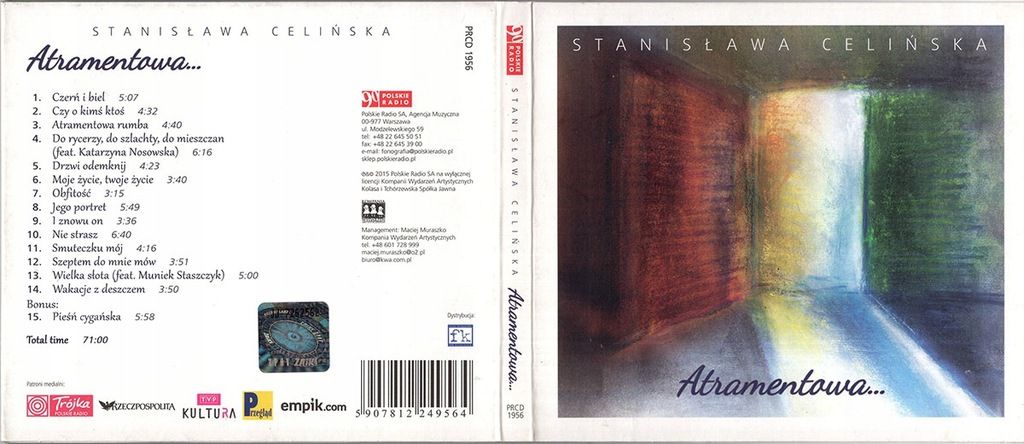 STANISŁAWA CELIŃSKA
Atramentowa...
1. Czerń i biel 5:07
2. Czy o kimś ktoś 4:32
3. Atramentowa rumba 4:40
4. Do rycerzy, do szlachty, do mieszczan
(feat. Katarzyna Nosowska) 6:16
5. Drzwi odemknij 4:23
6. Moje życie, twoje życie 3:40
7. Obfitość 3:15
8. Jego portret 5:49
9. I znowu on 3:36
10. Nie strasz 6:40
11. Smuteczku mój 4:16
12. Szeptem do mnie mów 3:51
13. Wielka słota (feat. Muniek Staszczyk) 5:00
14. Wakacje z deszczem 3:50
Bonus:
15. Pieśń cygańska 5:58
Total time 71:00
Patroni medialni:
Trójka
POLSKIE RADIO
RZECZPOSPOLITA
TVP
KULTURA
Przegląd
empik.com
PRCD 1956
90 POLSKIE
RADIO
Polskie Radio SA, Agencja Muzyczna
00-977 Warszawa
ul. Modzelewskiego 59
tel: +48 22 645 50 51
fax: +48 22 645 39 00
e-mail: fonografia@polskieradio.pl
sklep.polskieradio.pl
℗&© 2015 Polskie Radio SA na wyłącznej
licencji Kompanii Wydarzeń Artystycznych
Kolasa i Tchórzewska Spółka Jawna
Management: Maciej Muraszko
Kompania Wydarzeń Artystycznych
tel. +48 601 728 999
maciej.muraszko@o2.pl
biuro@kwa.com.pl
Dystrybucja:
fk
5 907812 249564
90 POLSKIE
RADIO
STANISŁAWA CELIŃSKA
Atramentowa...
PRCD
1956
STANISŁAWA CELIŃSKA
Atramentowa...